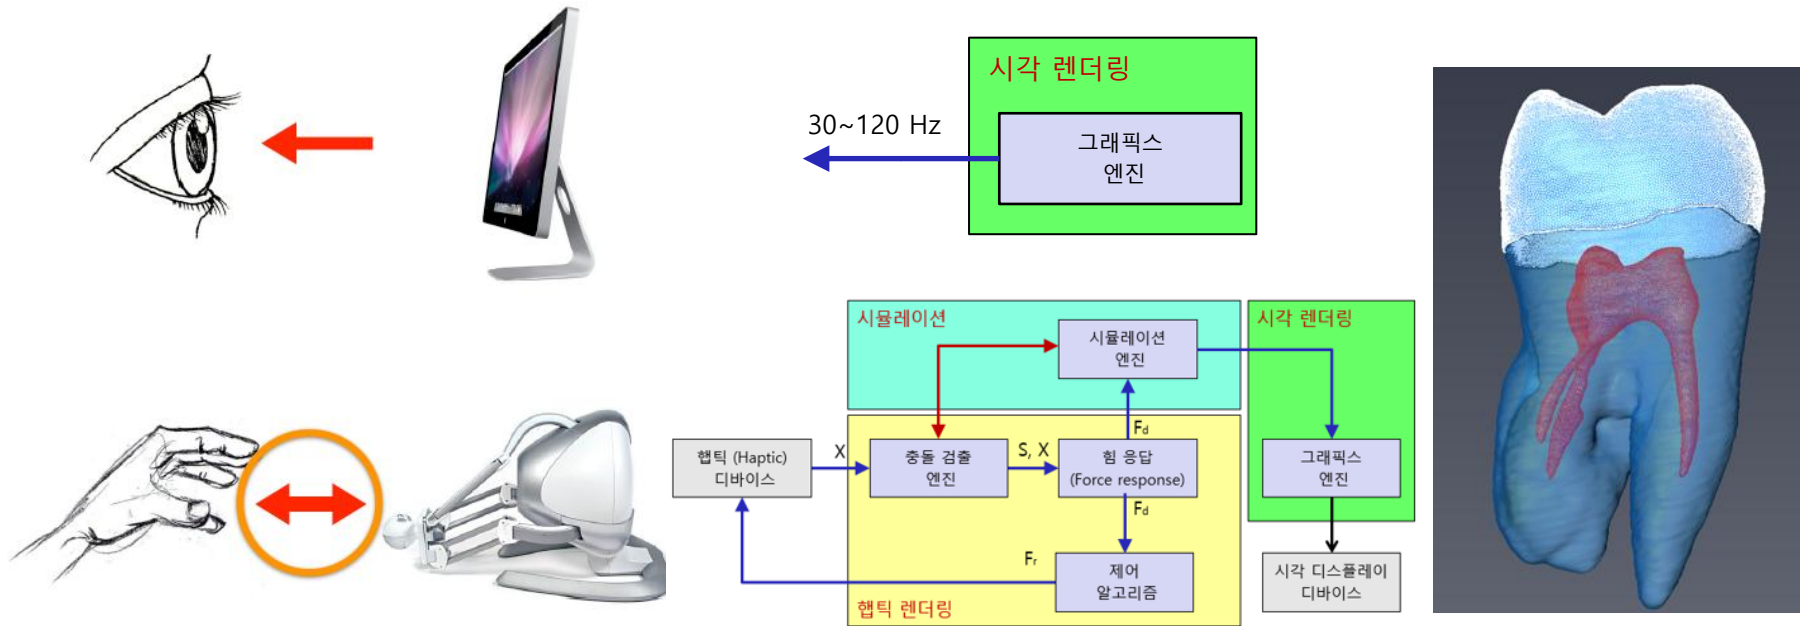 시각 렌더링
30~120 Hz
그래픽스
엔진
시뮬레이션
시뮬레이션
엔진
시각 렌더링
F_d
햅틱 (Haptic)
디바이스
X
충돌 검출
엔진
S, X
힘 응답
(Force response)
그래픽스
엔진
F_d
F_r
제어
알고리즘
햅틱 렌더링
시각 디스플레이
디바이스